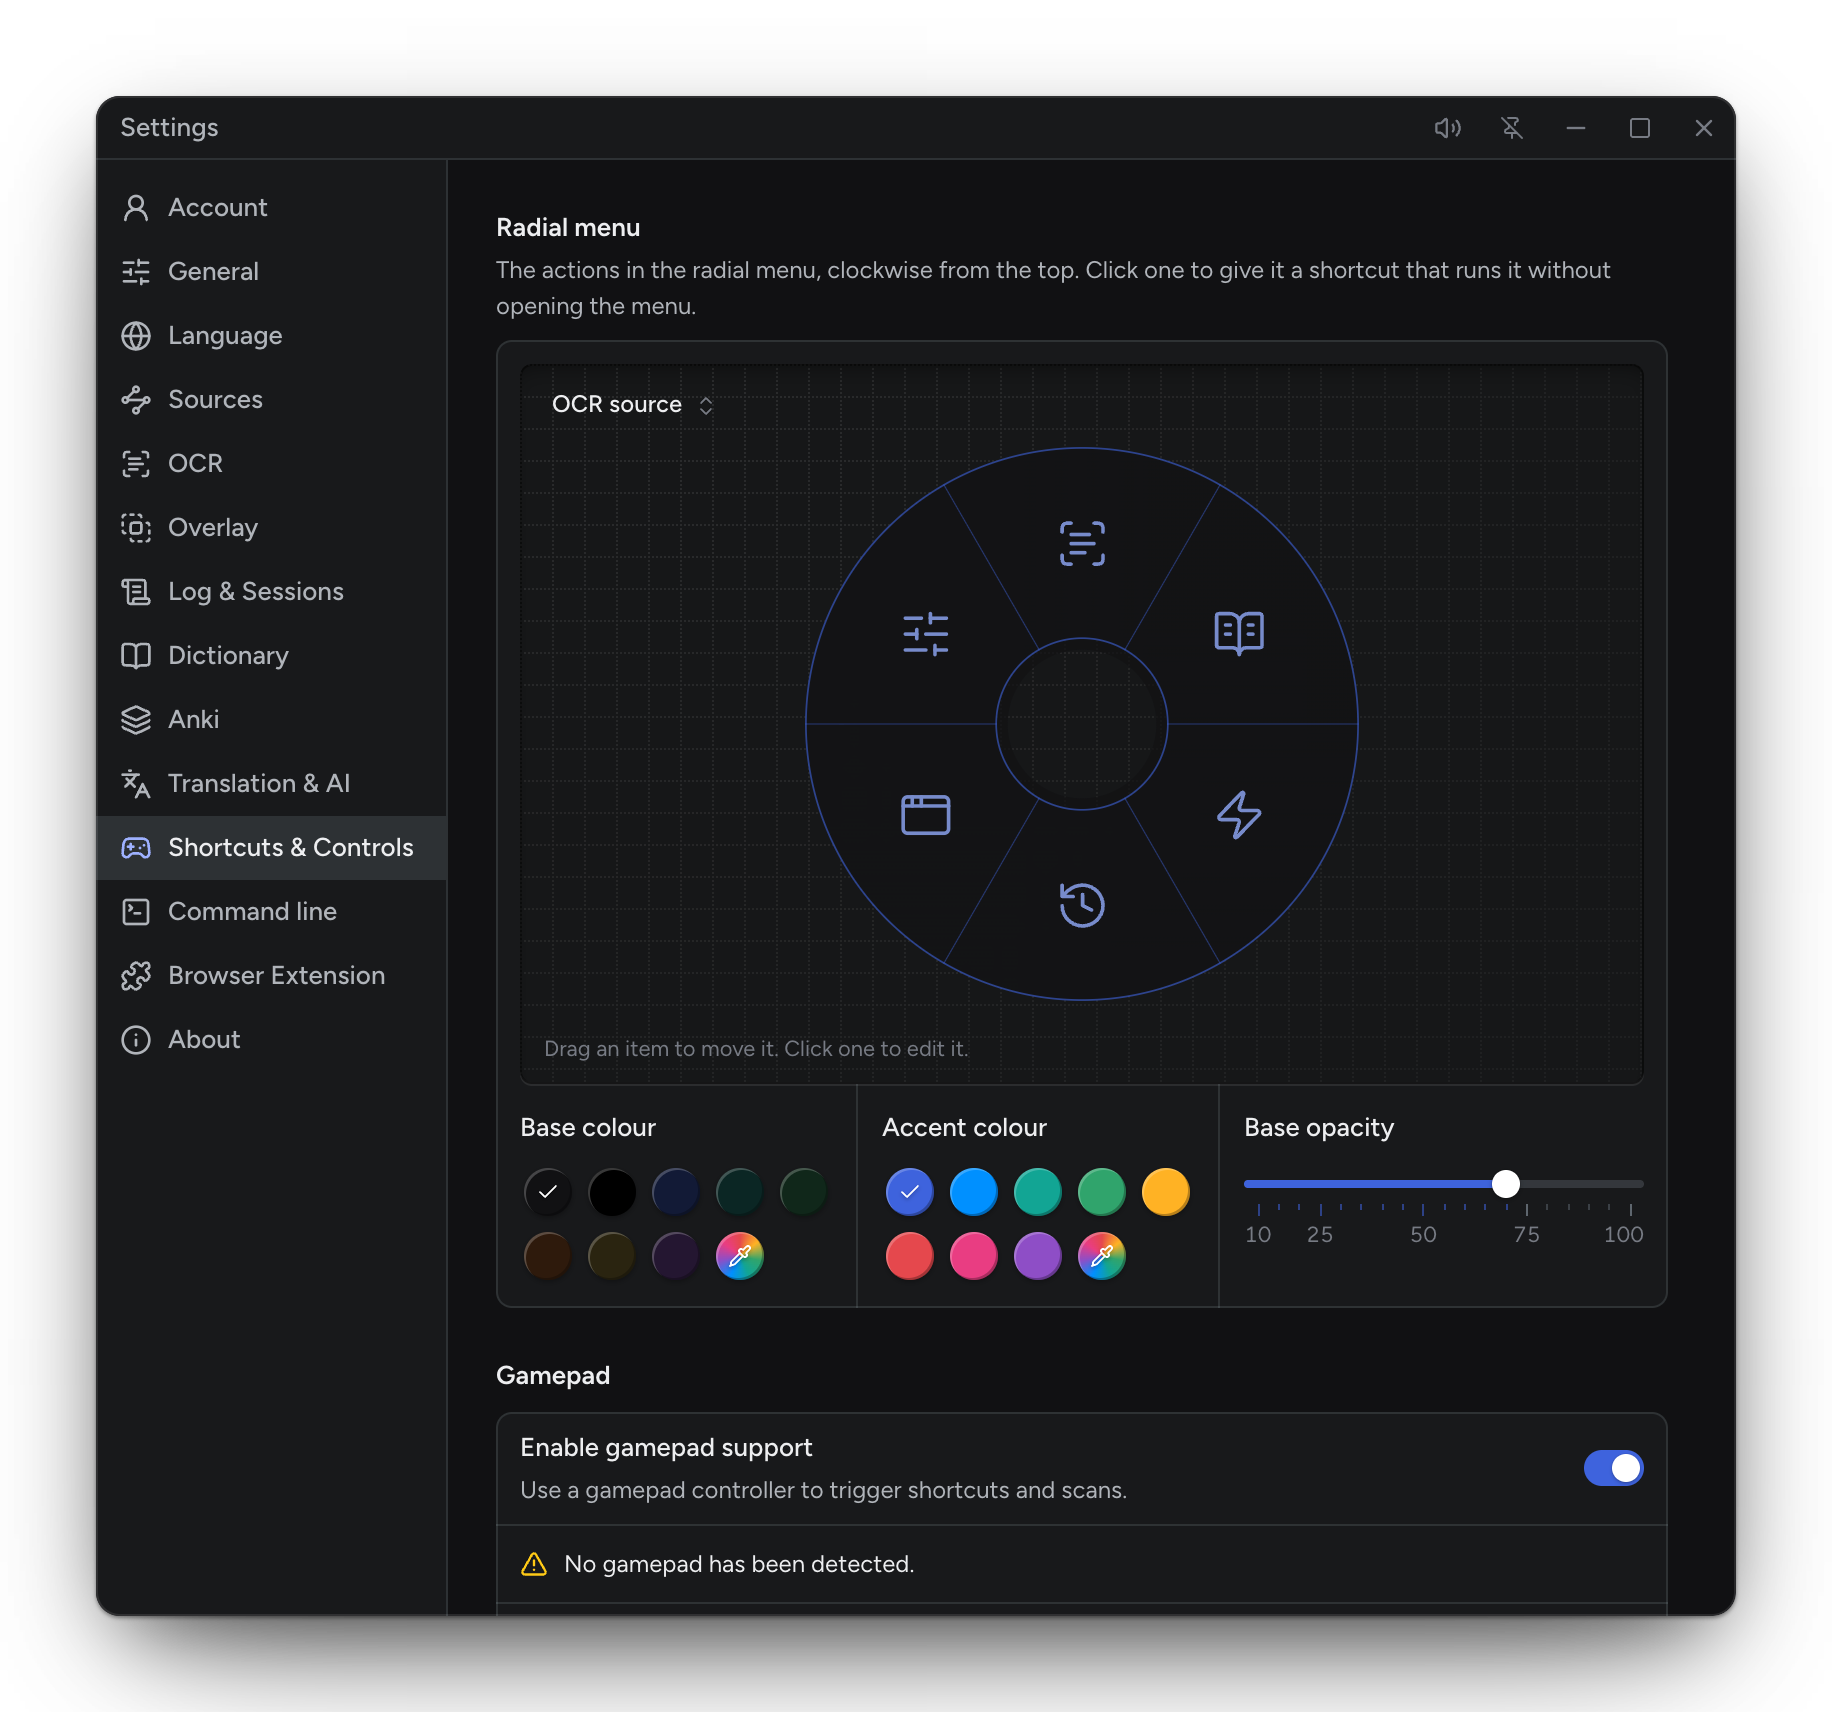 Settings
Account
General
Language
Sources
OCR
Overlay
Log & Sessions
Dictionary
Anki
Translation & AI
Shortcuts & Controls
Command line
Browser Extension
About
Radial menu
The actions in the radial menu, clockwise from the top. Click one to give it a shortcut that runs it without
opening the menu.
OCR source
Drag an item to move it. Click one to edit it.
Base colour
Accent colour
Base opacity
10 25 50 75 100
Gamepad
Enable gamepad support
Use a gamepad controller to trigger shortcuts and scans.
No gamepad has been detected.